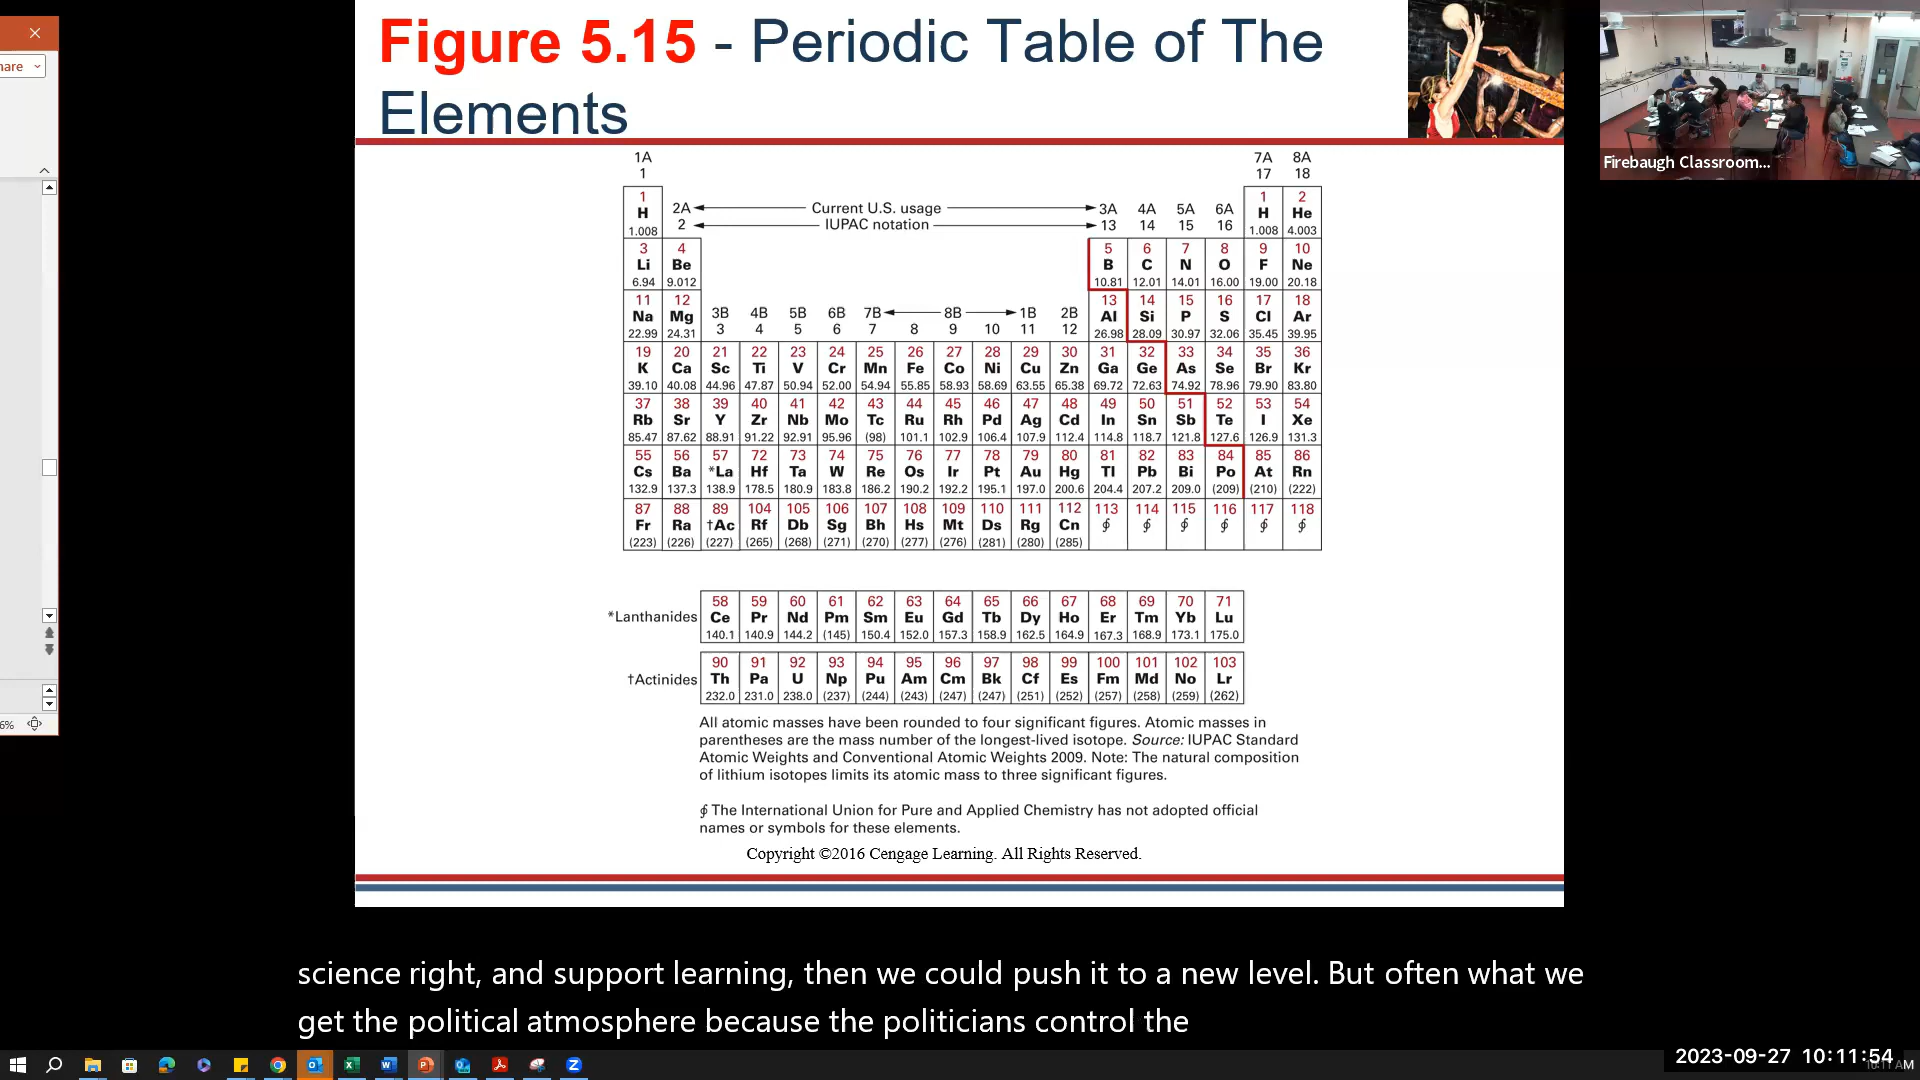 Figure 5.15 - Periodic Table of The
Elements
hare
Firebaugh Classroom...
1A 7A 8A
1 17 18
1 1 2
H 2A Current U.S. usage 3A 4A 5A 6A H He
1.008 2 IUPAC notation 13 14 15 16 1.008 4.003
3 4 5 6 7 8 9 10
Li Be B C N O F Ne
6.94 9.012 10.81 12.01 14.01 16.00 19.00 20.18
11 12 13 14 15 16 17 18
Na Mg 3B 4B 5B 6B 7B 8B 1B 2B Al Si P S Cl Ar
22.99 24.31 3 4 5 6 7 8 9 10 11 12 26.98 28.09 30.97 32.06 35.45 39.95
19 20 21 22 23 24 25 26 27 28 29 30 31 32 33 34 35 36
K Ca Sc Ti V Cr Mn Fe Co Ni Cu Zn Ga Ge As Se Br Kr
39.10 40.08 44.96 47.87 50.94 52.00 54.94 55.85 58.93 58.69 63.55 65.38 69.72 72.63 74.92 78.96 79.90 83.80
37 38 39 40 41 42 43 44 45 46 47 48 49 50 51 52 53 54
Rb Sr Y Zr Nb Mo Tc Ru Rh Pd Ag Cd In Sn Sb Te I Xe
85.47 87.62 88.91 91.22 92.91 95.96 (98) 101.1 102.9 106.4 107.9 112.4 114.8 118.7 121.8 127.6 126.9 131.3
55 56 57 72 73 74 75 76 77 78 79 80 81 82 83 84 85 86
Cs Ba *La Hf Ta W Re Os Ir Pt Au Hg Tl Pb Bi Po At Rn
132.9 137.3 138.9 178.5 180.9 183.8 186.2 190.2 192.2 195.1 197.0 200.6 204.4 207.2 209.0 (209) (210) (222)
87 88 89 104 105 106 107 108 109 110 111 112 113 114 115 116 117 118
Fr Ra †Ac Rf Db Sg Bh Hs Mt Ds Rg Cn ∮ ∮ ∮ ∮ ∮ ∮
(223) (226) (227) (265) (268) (271) (270) (277) (276) (281) (280) (285)
58 59 60 61 62 63 64 65 66 67 68 69 70 71
*Lanthanides Ce Pr Nd Pm Sm Eu Gd Tb Dy Ho Er Tm Yb Lu
140.1 140.9 144.2 (145) 150.4 152.0 157.3 158.9 162.5 164.9 167.3 168.9 173.1 175.0
90 91 92 93 94 95 96 97 98 99 100 101 102 103
†Actinides Th Pa U Np Pu Am Cm Bk Cf Es Fm Md No Lr
232.0 231.0 238.0 (237) (244) (243) (247) (247) (251) (252) (257) (258) (259) (262)
6%
All atomic masses have been rounded to four significant figures. Atomic masses in
parentheses are the mass number of the longest-lived isotope. Source: IUPAC Standard
Atomic Weights and Conventional Atomic Weights 2009. Note: The natural composition
of lithium isotopes limits its atomic mass to three significant figures.
∮ The International Union for Pure and Applied Chemistry has not adopted official
names or symbols for these elements.
Copyright ©2016 Cengage Learning. All Rights Reserved.
science right, and support learning, then we could push it to a new level. But often what we
get the political atmosphere because the politicians control the
2023-09-27 10:11:54